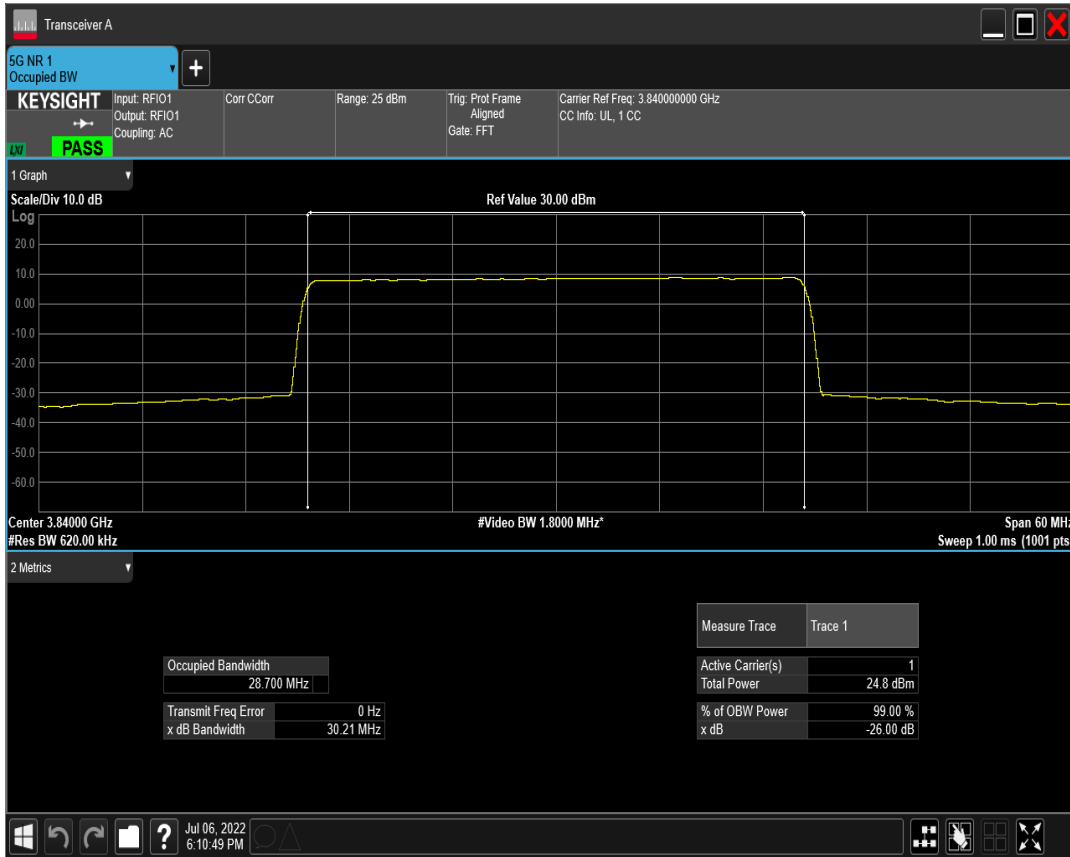 Transceiver A
5G NR 1
Occupied BW
+
KEYSIGHT
LXI
PASS
Input: RFIO1
Output: RFIO1
Coupling: AC
Corr CCorr
Range: 25 dBm
Trig: Prot Frame
Aligned
Gate: FFT
Carrier Ref Freq: 3.840000000 GHz
CC Info: UL, 1 CC
1 Graph
Scale/Div 10.0 dB
Ref Value 30.00 dBm
Log
20.0
10.0
0.00
-10.0
-20.0
-30.0
-40.0
-50.0
-60.0
Center 3.84000 GHz
#Video BW 1.8000 MHz*
Span 60 MHz
#Res BW 620.00 kHz
Sweep 1.00 ms (1001 pts
2 Metrics
Measure Trace Trace 1
Occupied Bandwidth
28.700 MHz
Active Carrier(s) 1
Total Power 24.8 dBm
Transmit Freq Error 0 Hz
x dB Bandwidth 30.21 MHz
% of OBW Power 99.00 %
x dB -26.00 dB
?
Jul 06, 2022
6:10:49 PM